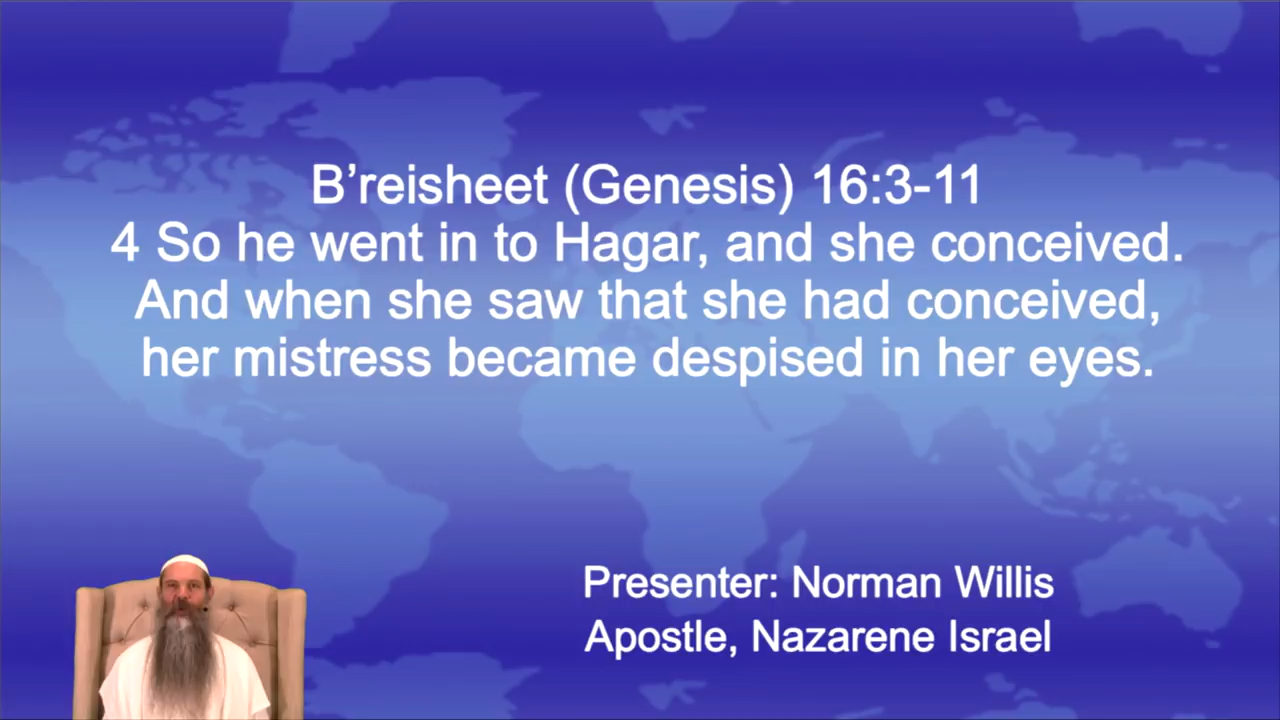 B’reisheet (Genesis) 16:3-11
4 So he went in to Hagar, and she conceived.
And when she saw that she had conceived,
her mistress became despised in her eyes.
Presenter: Norman Willis
Apostle, Nazarene Israel